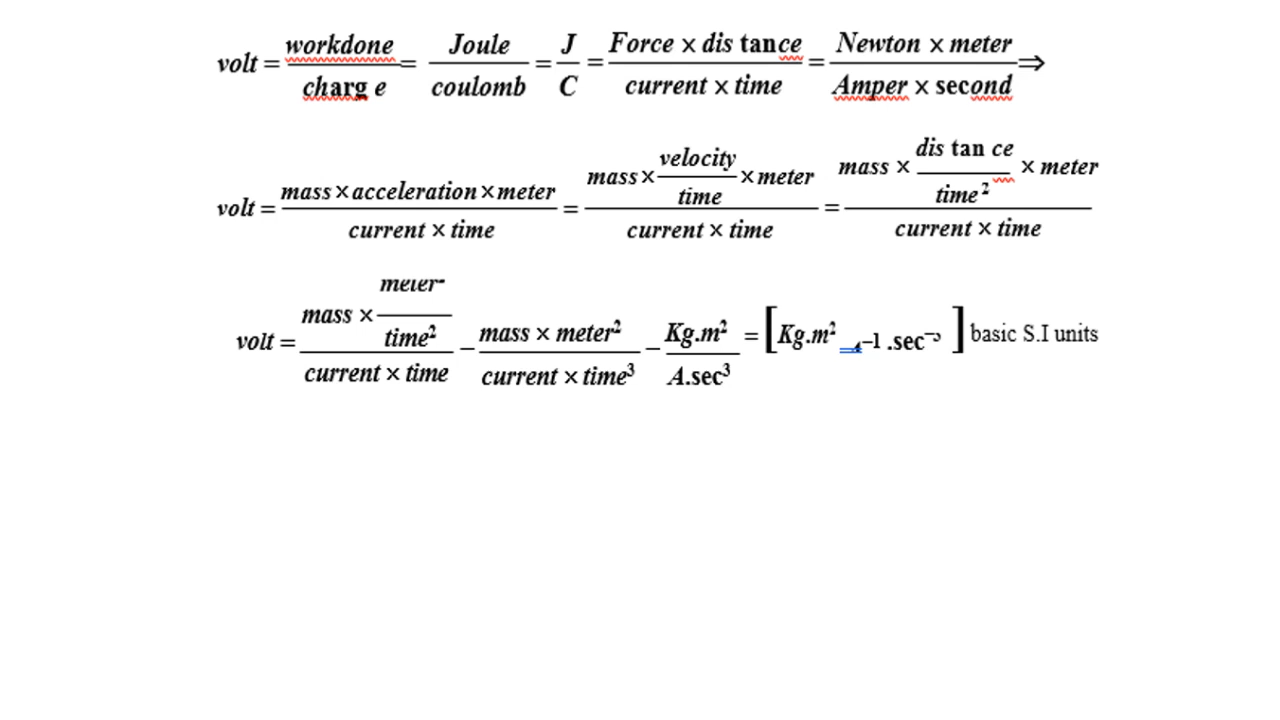 volt = workdone / charg e = Joule / coulomb = J / C = Force × dis tance / current × time = Newton × meter / Amper × second ⇒
volt = mass × acceleration × meter / current × time = mass × velocity / time × meter / current × time = mass × dis tan ce / time² × meter / current × time
volt = mass × / time² / current × time _ mass × meter² / current × time³ _ Kg.m² / A.sec³ = [Kg.m² –1 .sec ] basic S.I units